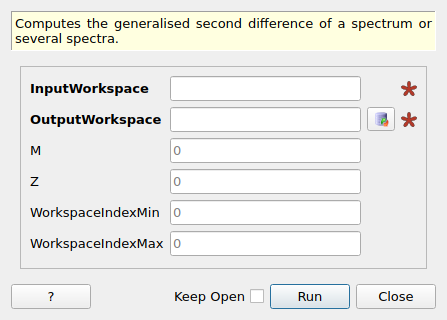 Computes the generalised second difference of a spectrum or
several spectra.
InputWorkspace
OutputWorkspace
M 0
Z 0
WorkspaceIndexMin 0
WorkspaceIndexMax 0
? Keep Open Run Close